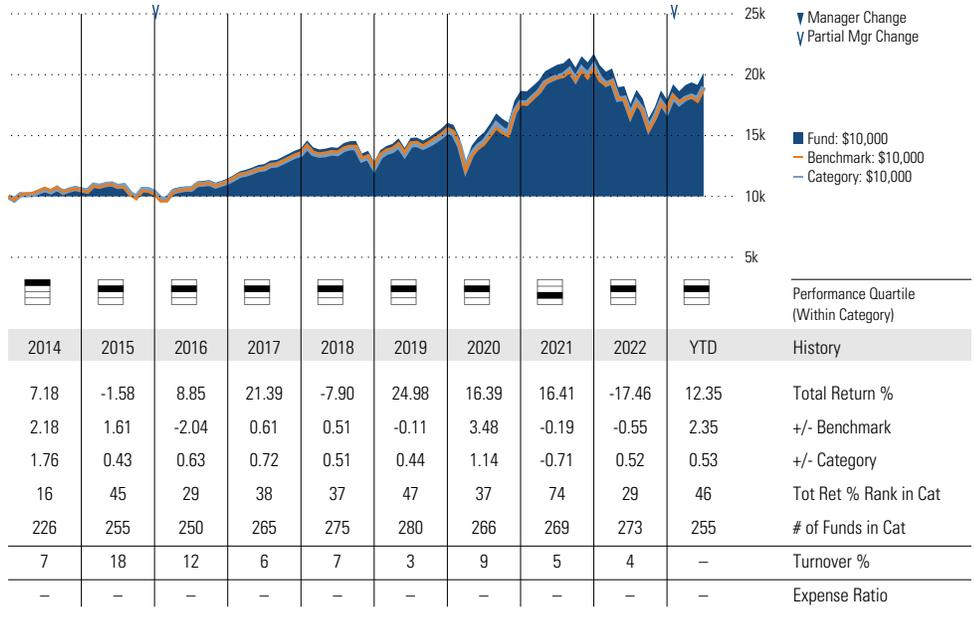 25k
20k
15k
10k
5k
Manager Change
Partial Mgr Change
Fund: $10,000
Benchmark: $10,000
Category: $10,000
Performance Quartile
(Within Category)
2014 2015 2016 2017 2018 2019 2020 2021 2022 YTD History
7.18 -1.58 8.85 21.39 -7.90 24.98 16.39 16.41 -17.46 12.35 Total Return %
2.18 1.61 -2.04 0.61 0.51 -0.11 3.48 -0.19 -0.55 2.35 +/- Benchmark
1.76 0.43 0.63 0.72 0.51 0.44 1.14 -0.71 0.52 0.53 +/- Category
16 45 29 38 37 47 37 74 29 46 Tot Ret % Rank in Cat
226 255 250 265 275 280 266 269 273 255 # of Funds in Cat
7 18 12 6 7 3 9 5 4 – Turnover %
– – – – – – – – – – Expense Ratio